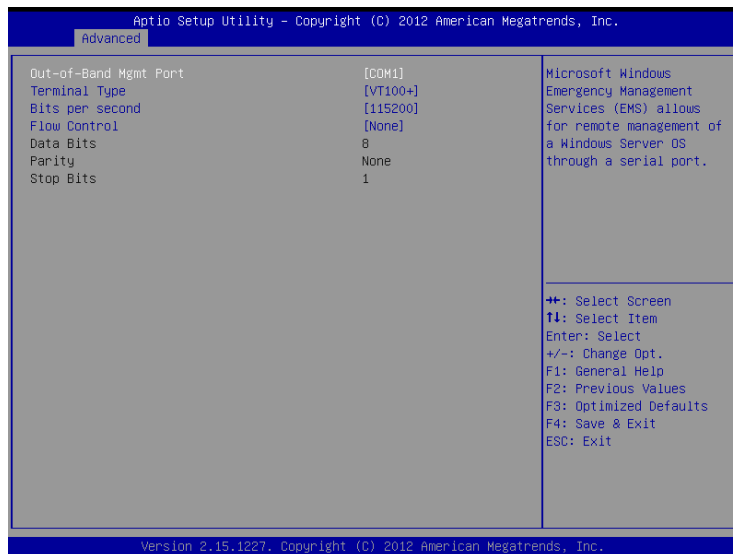 Aptio Setup Utility – Copyright (C) 2012 American Megatrends, Inc.
Advanced
Out-of-Band Mgmt Port [COM1]
Terminal Type [VT100+]
Bits per second [115200]
Flow Control [None]
Data Bits 8
Parity None
Stop Bits 1
Microsoft Windows
Emergency Management
Services (EMS) allows
for remote management of
a Windows Server OS
through a serial port.
→←: Select Screen
↑↓: Select Item
Enter: Select
+/-: Change Opt.
F1: General Help
F2: Previous Values
F3: Optimized Defaults
F4: Save & Exit
ESC: Exit
Version 2.15.1227. Copyright (C) 2012 American Megatrends, Inc.